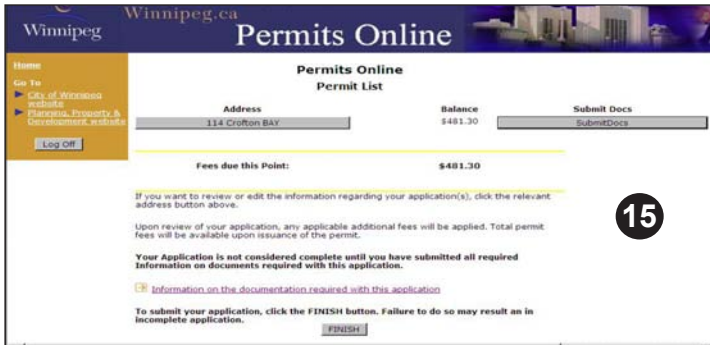 Winnipeg
Winnipeg.ca
Permits Online
Home
Go To
City of Winnipeg
website
Planning, Property &
Development website
Log Off
Permits Online
Permit List
Address Balance Submit Docs
114 Crofton BAY $481.30 SubmitDocs
Fees due this Point: $481.30
If you want to review or edit the information regarding your application(s), click the relevant
address button above.
Upon review of your application, any applicable additional fees will be applied. Total permit
fees will be available upon issuance of the permit.
Your Application is not considered complete until you have submitted all required
Information on documents required with this application.
Information on the documentation required with this application
To submit your application, click the FINISH button. Failure to do so may result an in
incomplete application.
FINISH
15